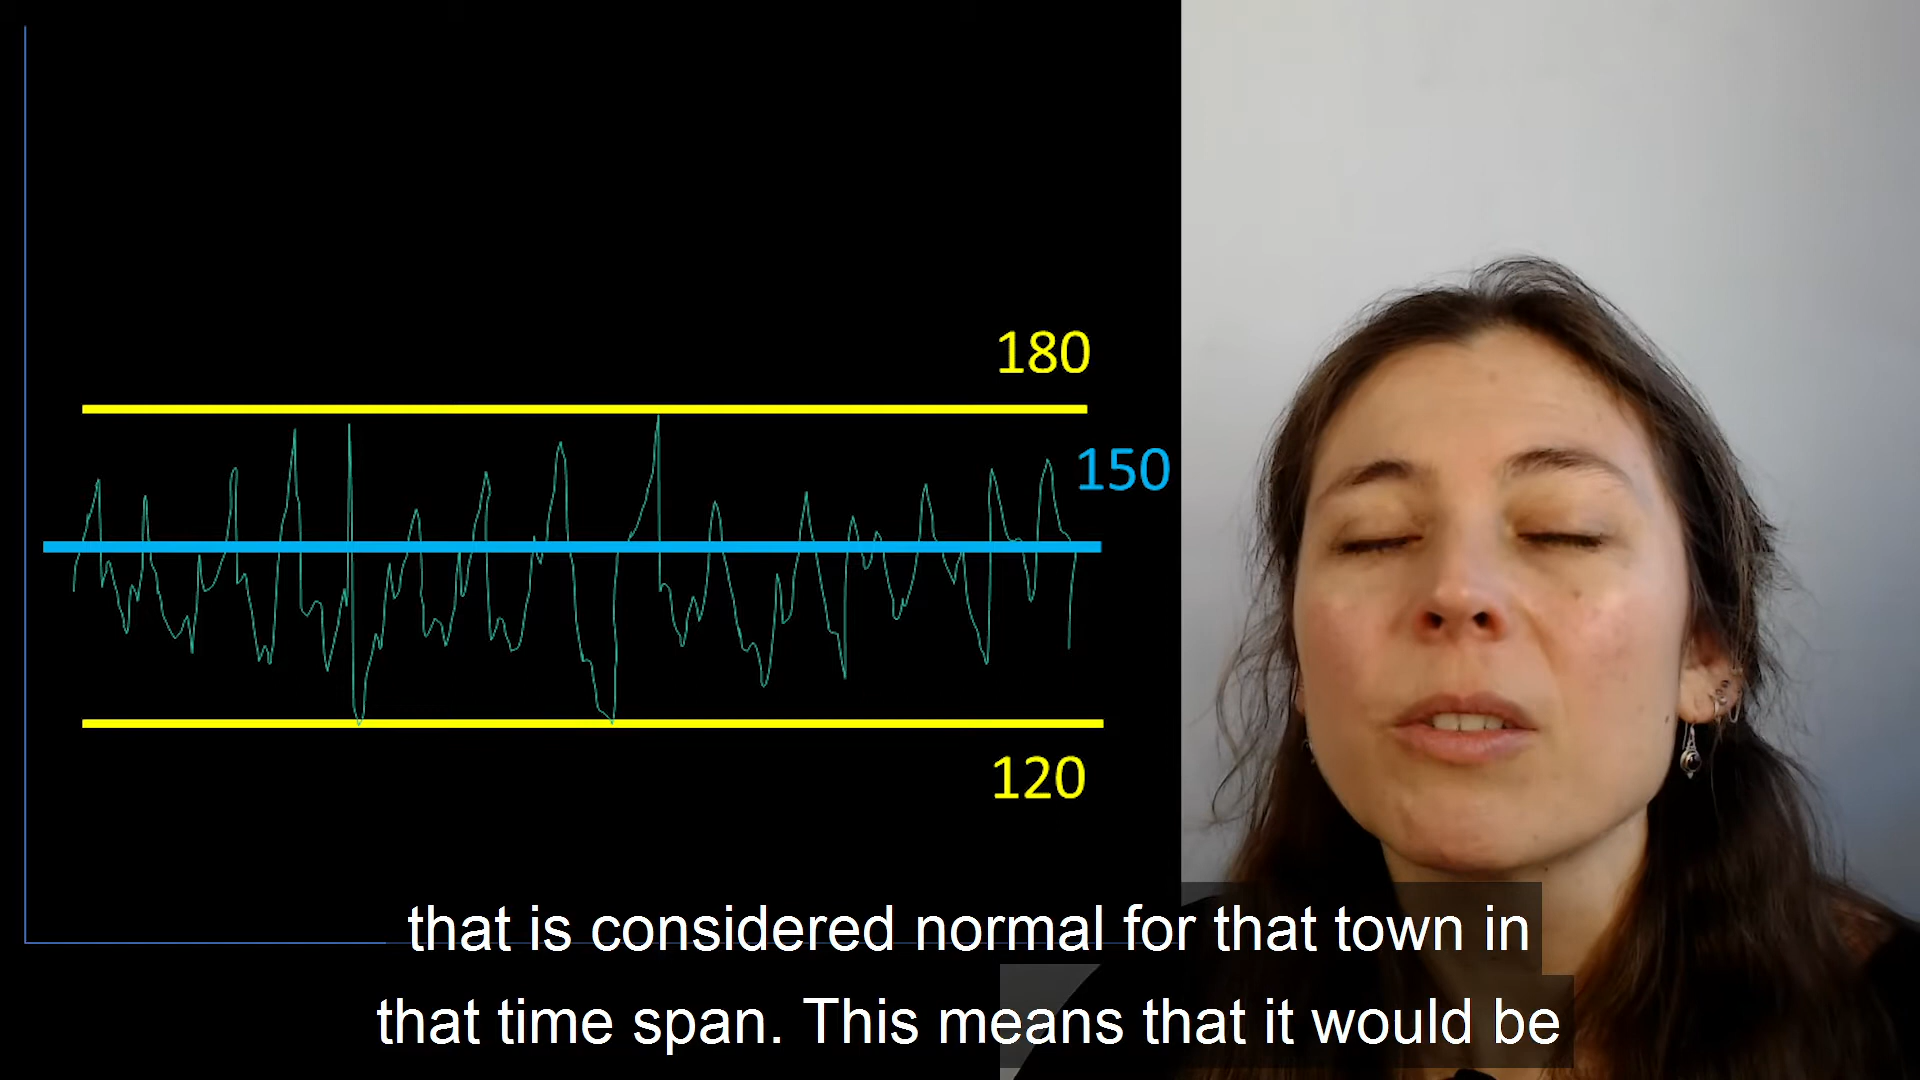 180
150
120
that is considered normal for that town in
that time span. This means that it would be